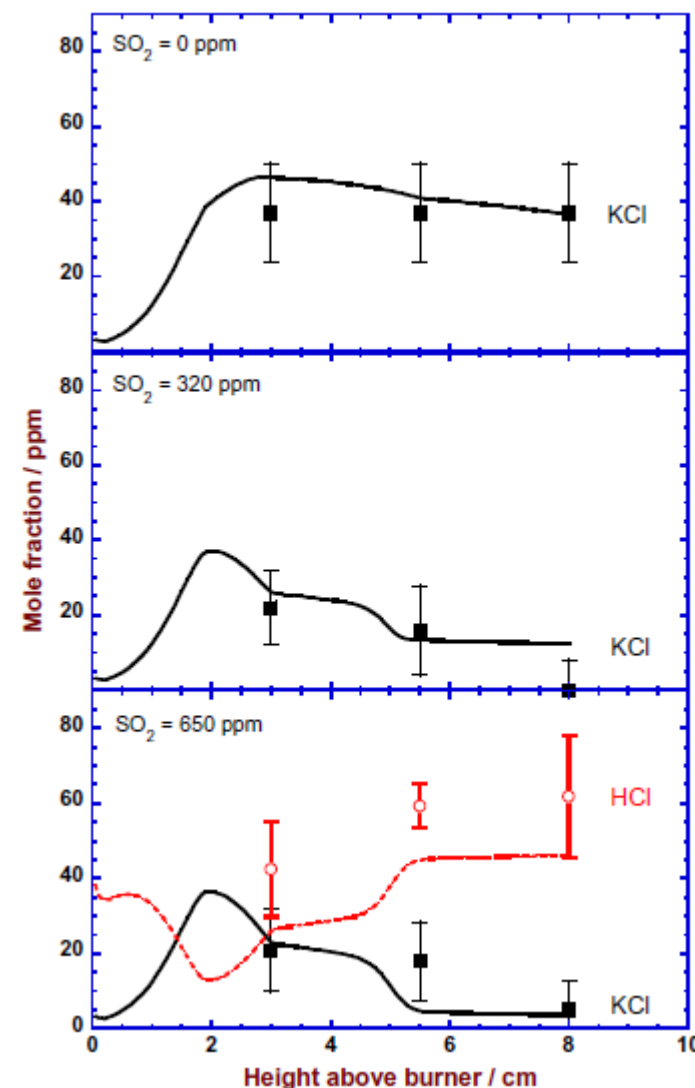 SO2 = 0 ppm
80
60
40
20
KCl
SO2 = 320 ppm
80
60
40
20
KCl
Mole fraction / ppm
SO2 = 650 ppm
80
60
40
20
0
HCl
KCl
0 2 4 6 8 10
Height above burner / cm